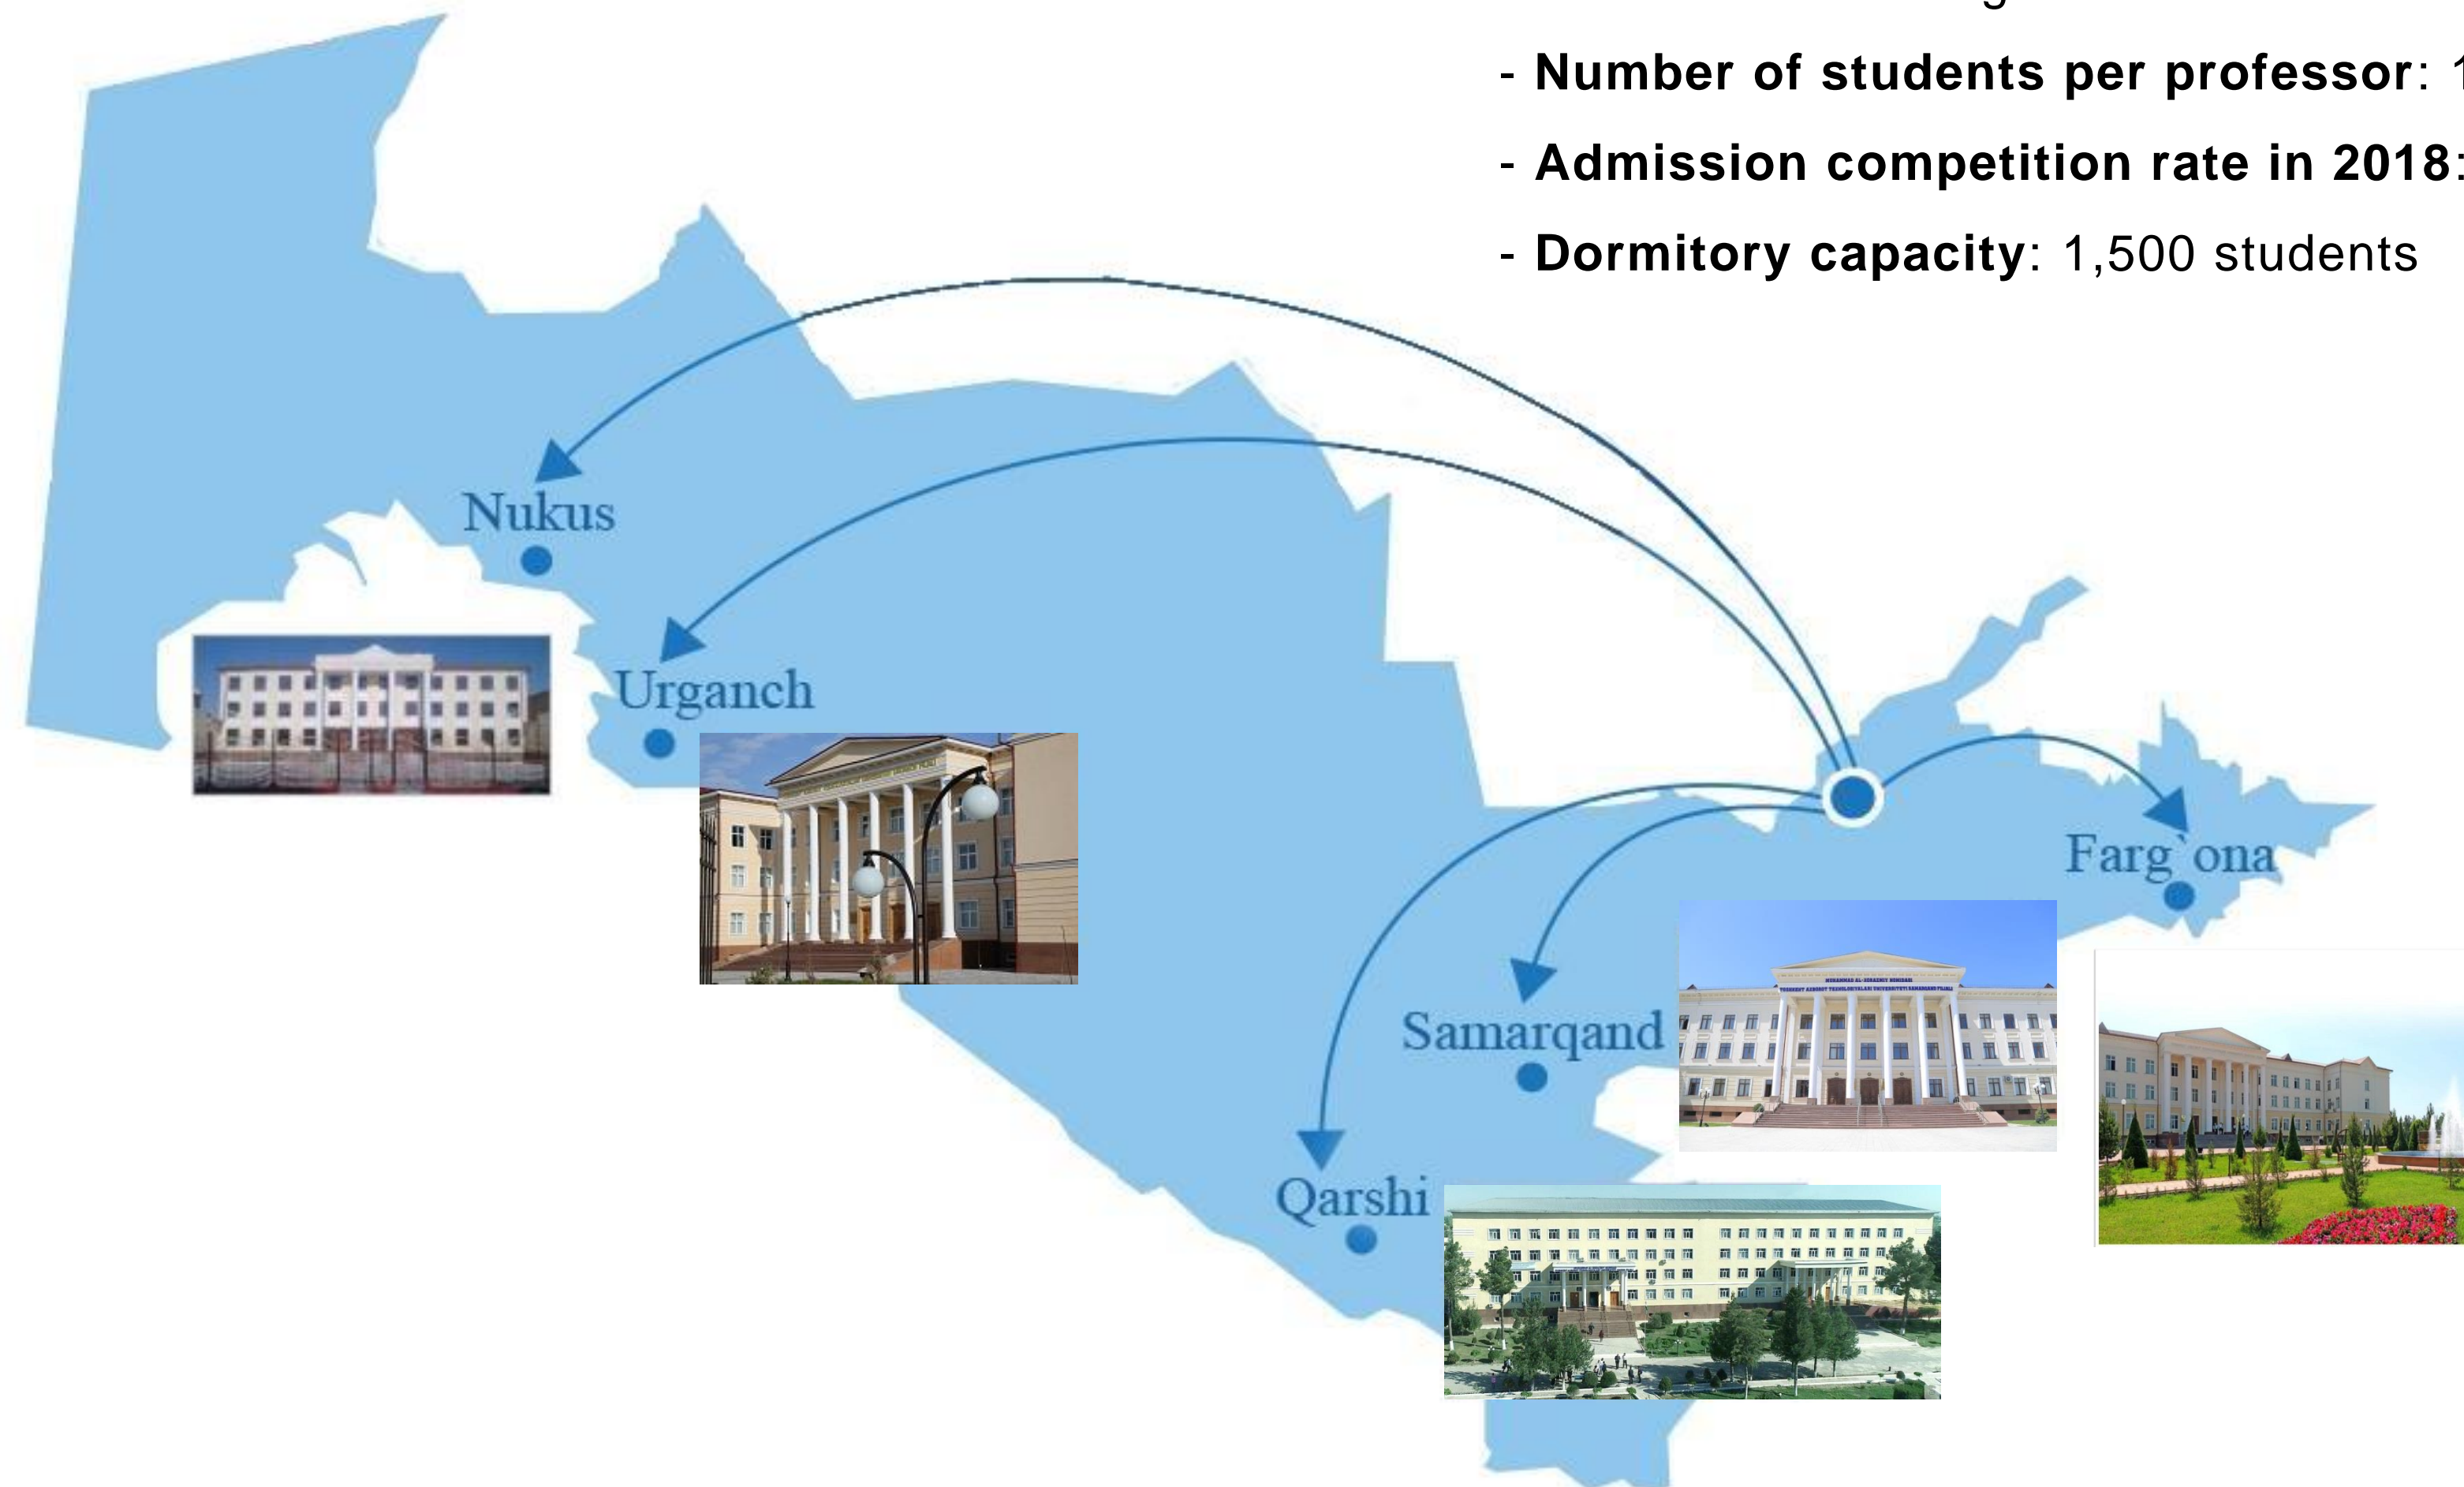 - Number of students per professor: 1
- Admission competition rate in 2018:
- Dormitory capacity: 1,500 students
Nukus
Urganch
Farg`ona
Samarqand
Qarshi